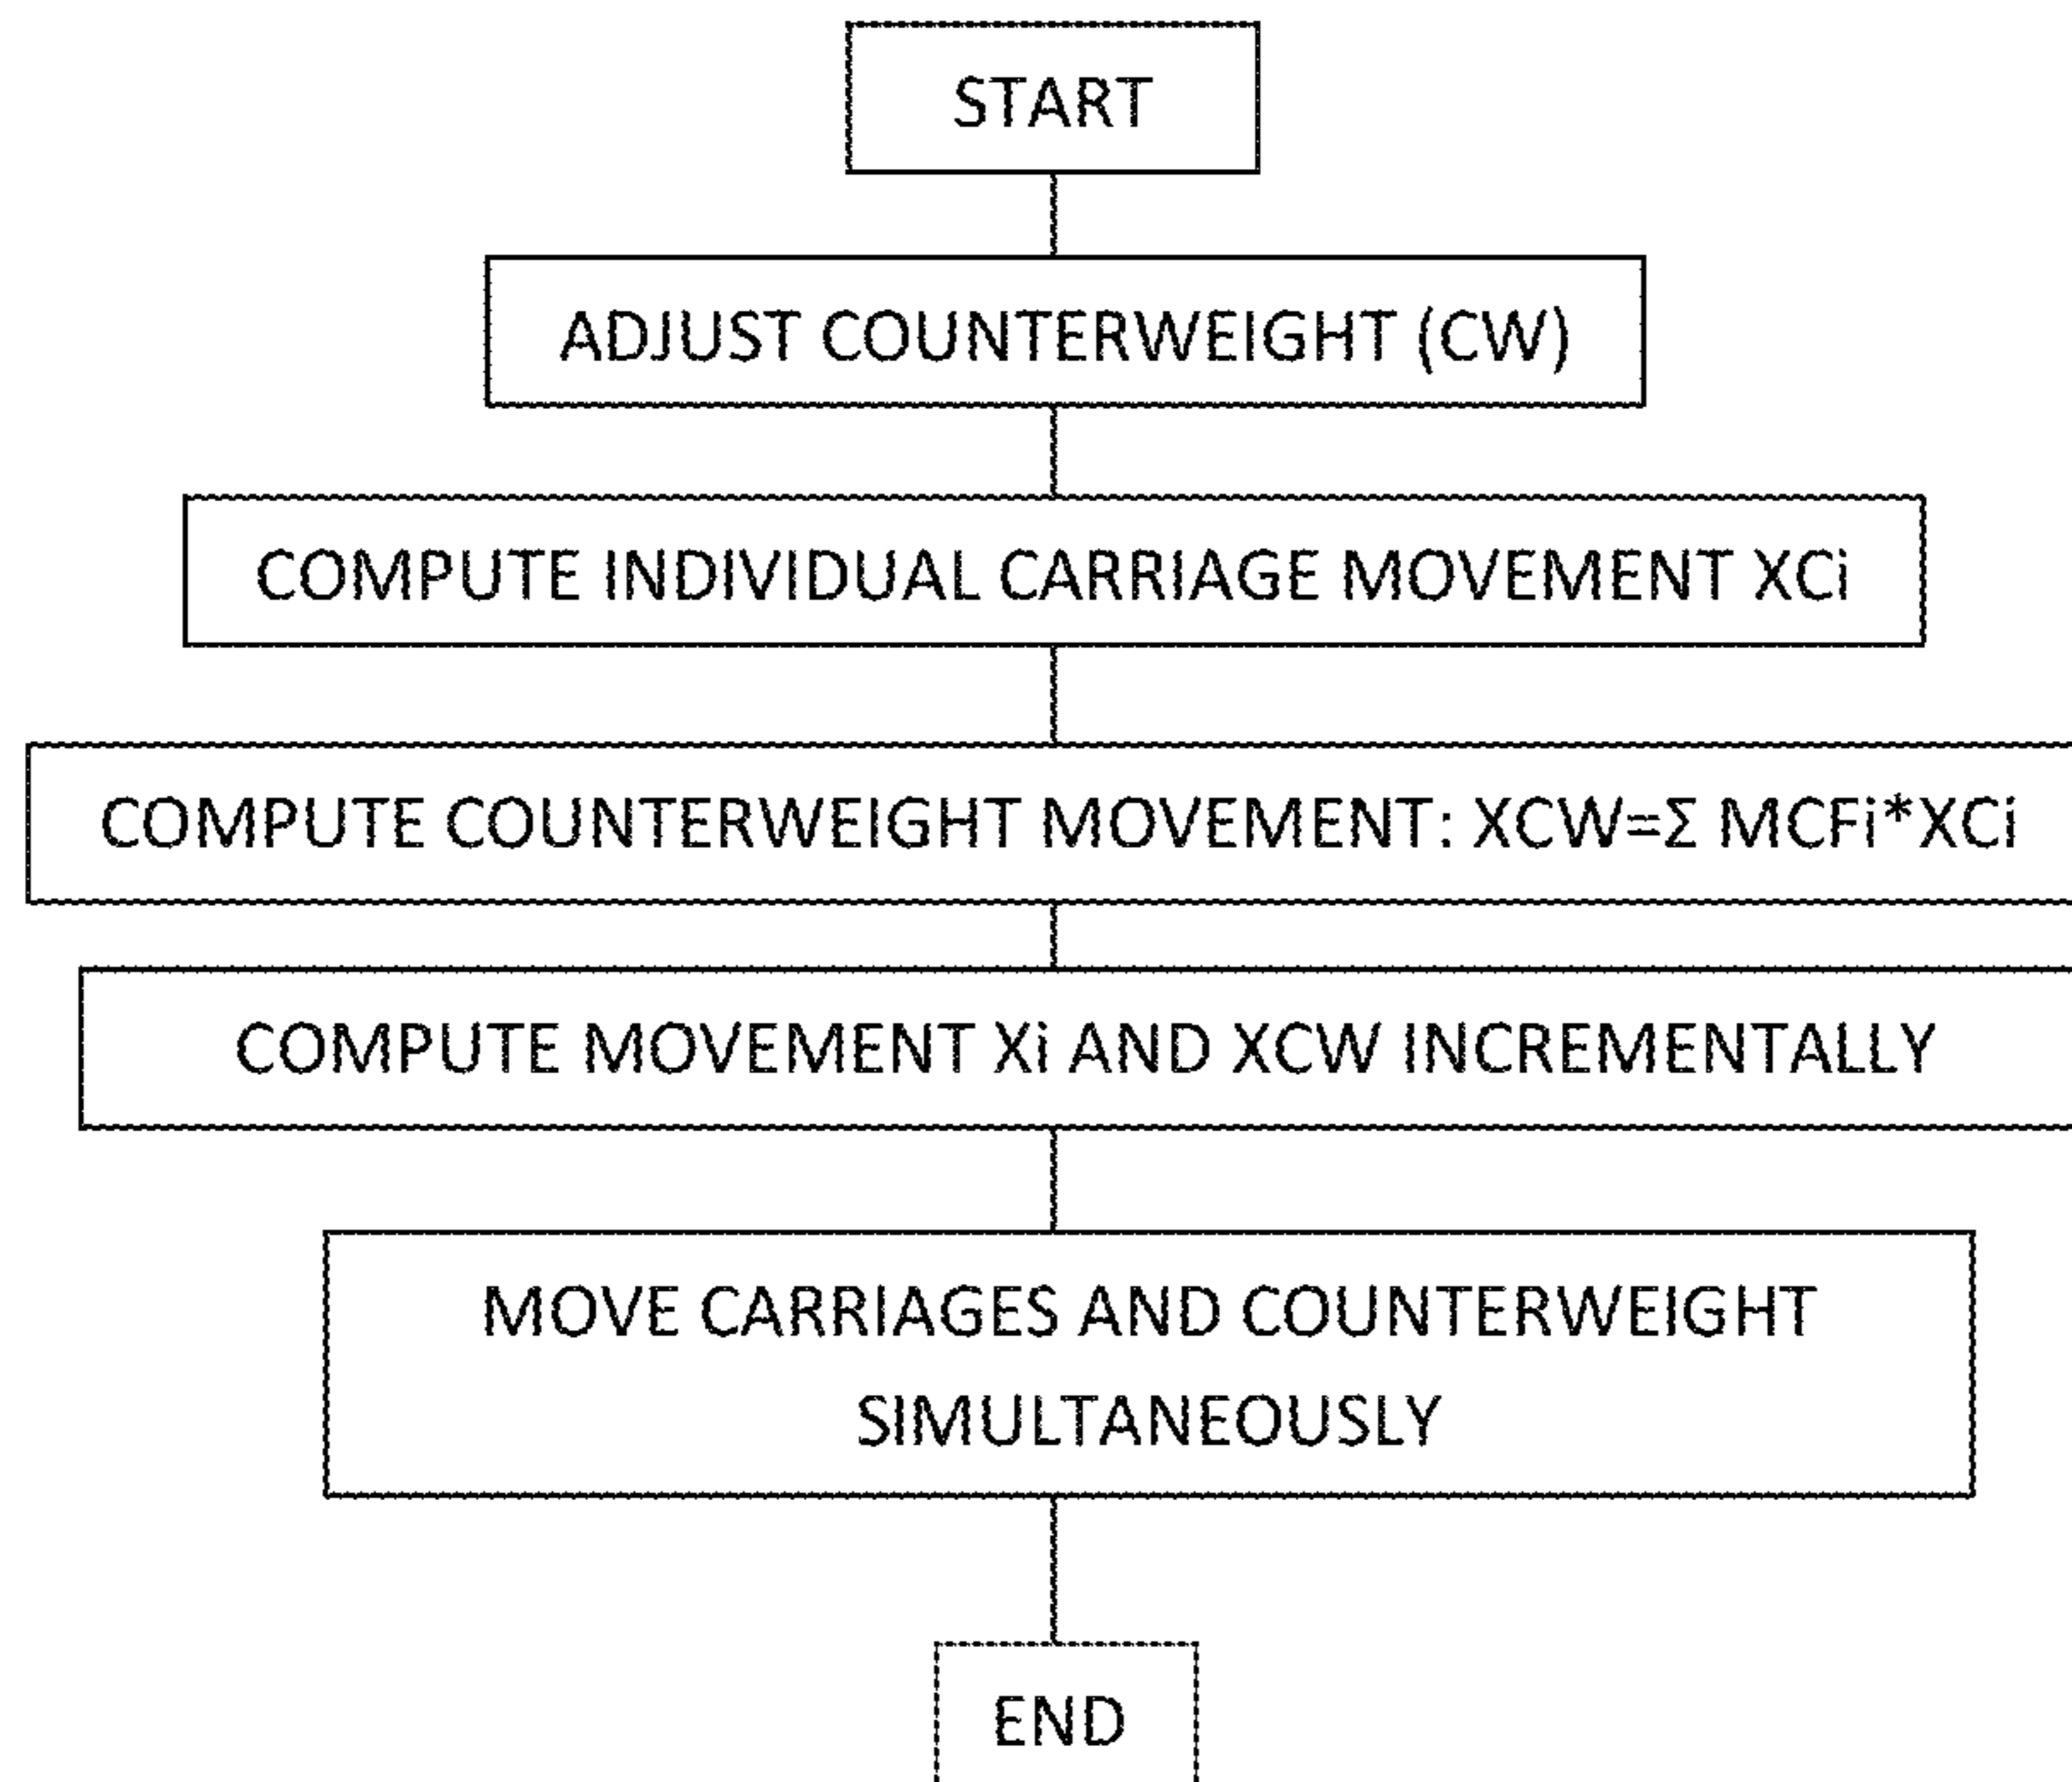 START
ADJUST COUNTERWEIGHT (CW)
COMPUTE INDIVIDUAL CARRIAGE MOVEMENT XCi
COMPUTE COUNTERWEIGHT MOVEMENT: XCW=Σ MCFi*XCi
COMPUTE MOVEMENT Xi AND XCW INCREMENTALLY
MOVE CARRIAGES AND COUNTERWEIGHT
SIMULTANEOUSLY
END